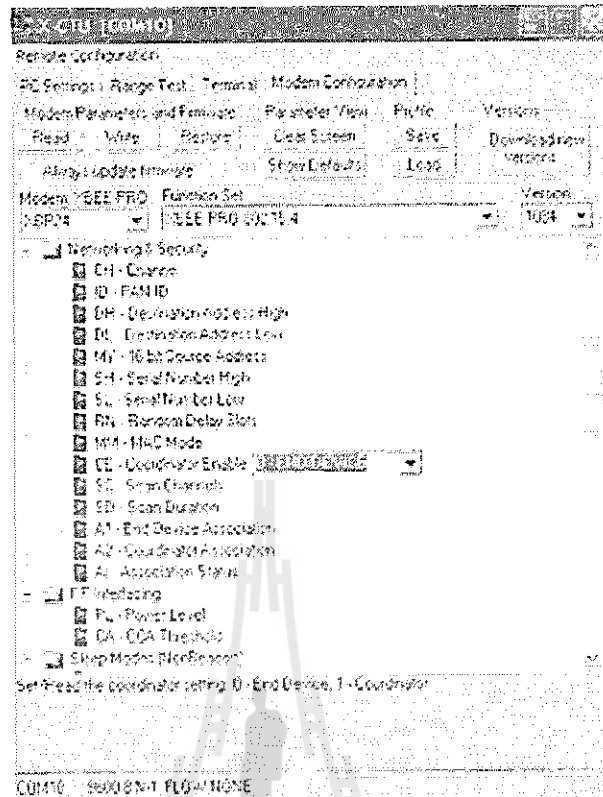 X-CTU [COM10]
Remote Configuration
PC Settings Range Test Terminal Modem Configuration
Modem Parameters and Firmware Parameter View Profile Versions
Read Write Restore Clear Screen Save Download new versions
Always update firmware Show Defaults Load
Modem: XBEE PRO Function Set Version
XBP24 XBEE PRO 802.15.4 1084
Networking & Security
CH - Channel
ID - PAN ID
DH - Destination Address High
DL - Destination Address Low
MY - 16-bit Source Address
SH - Serial Number High
SL - Serial Number Low
RN - Random Delay Slots
MM - MAC Mode
CE - Coordinator Enable
SC - Scan Channels
SD - Scan Duration
A1 - End Device Association
A2 - Coordinator Association
AI - Association Status
RF Interfacing
PL - Power Level
CA - CCA Threshold
Sleep Modes (NonBeacon)
Set/Read the coordinator setting. 0 - End Device, 1 - Coordinator
COM10 9600 8-N-1 FLOW:NONE